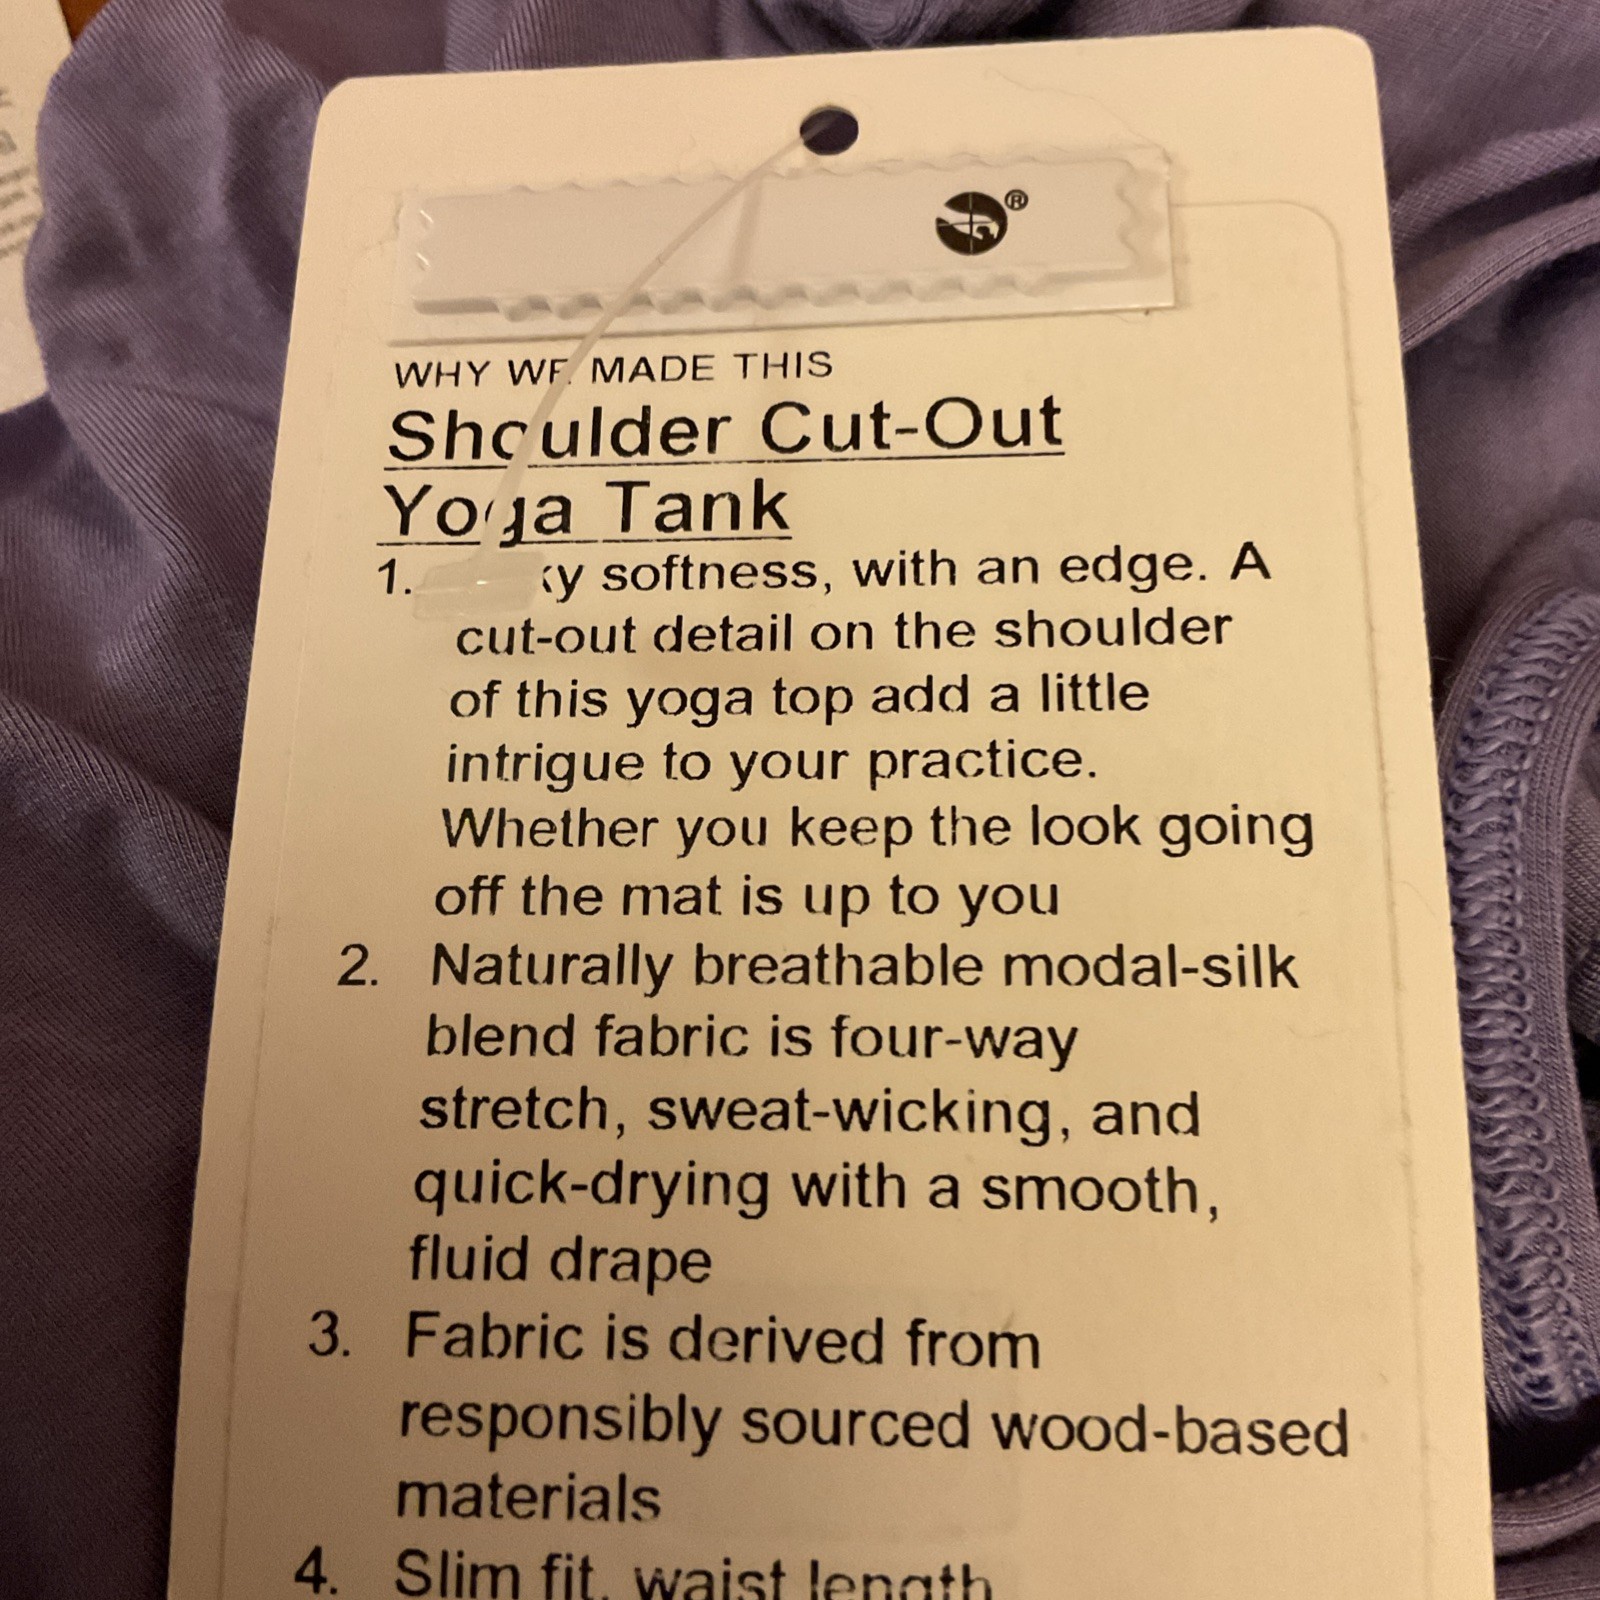 ®
WHY WE MADE THIS
Shoulder Cut-Out
Yoga Tank
1. softness, with an edge. A
cut-out detail on the shoulder
of this yoga top add a little
intrigue to your practice.
Whether you keep the look going
off the mat is up to you
2. Naturally breathable modal-silk
blend fabric is four-way
stretch, sweat-wicking, and
quick-drying with a smooth,
fluid drape
3. Fabric is derived from
responsibly sourced wood-based
materials
4. Slim fit, waist length